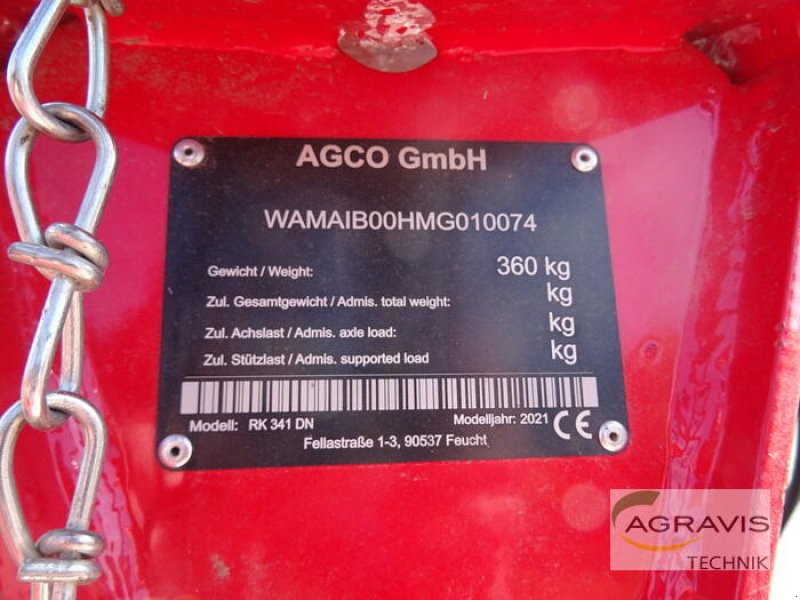 AGCO GmbH
WAMAIB00HMG010074
Gewicht / Weight: 360 kg
Zul. Gesamtgewicht / Admis. total weight: kg
Zul. Achslast / Admis. axle load: kg
Zul. Stützlast / Admis. supported load kg
Modell: RK 341 DN Modelljahr: 2021 CE
Fellastraße 1-3, 90537 Feucht
AGRAVIS
TECHNIK